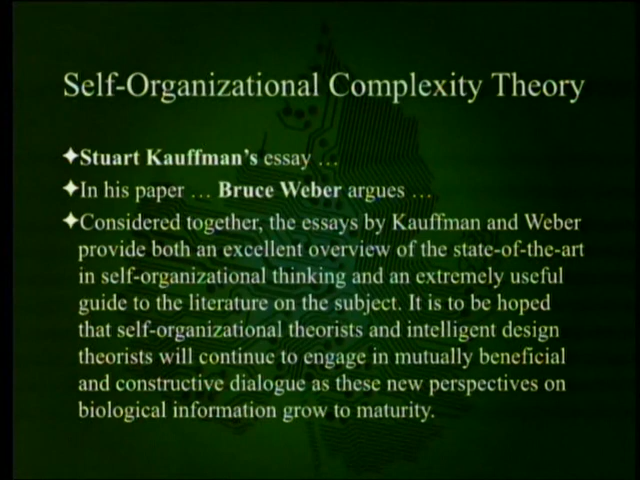 Self-Organizational Complexity Theory
✦Stuart Kauffman's essay …
✦In his paper … Bruce Weber argues …
✦Considered together, the essays by Kauffman and Weber
provide both an excellent overview of the state-of-the-art
in self-organizational thinking and an extremely useful
guide to the literature on the subject. It is to be hoped
that self-organizational theorists and intelligent design
theorists will continue to engage in mutually beneficial
and constructive dialogue as these new perspectives on
biological information grow to maturity.